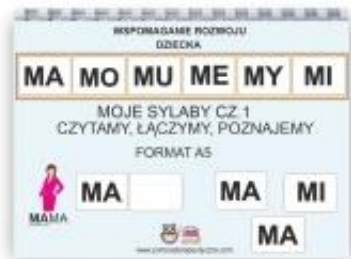 WSPOMAGANIE ROZWOJU
DZIECKA
MA MO MU ME MY MI
MOJE SYLABY CZ.1
CZYTAMY, ŁĄCZYMY, POZNAJEMY
FORMAT A5
MA MA MI
MAMA
MA